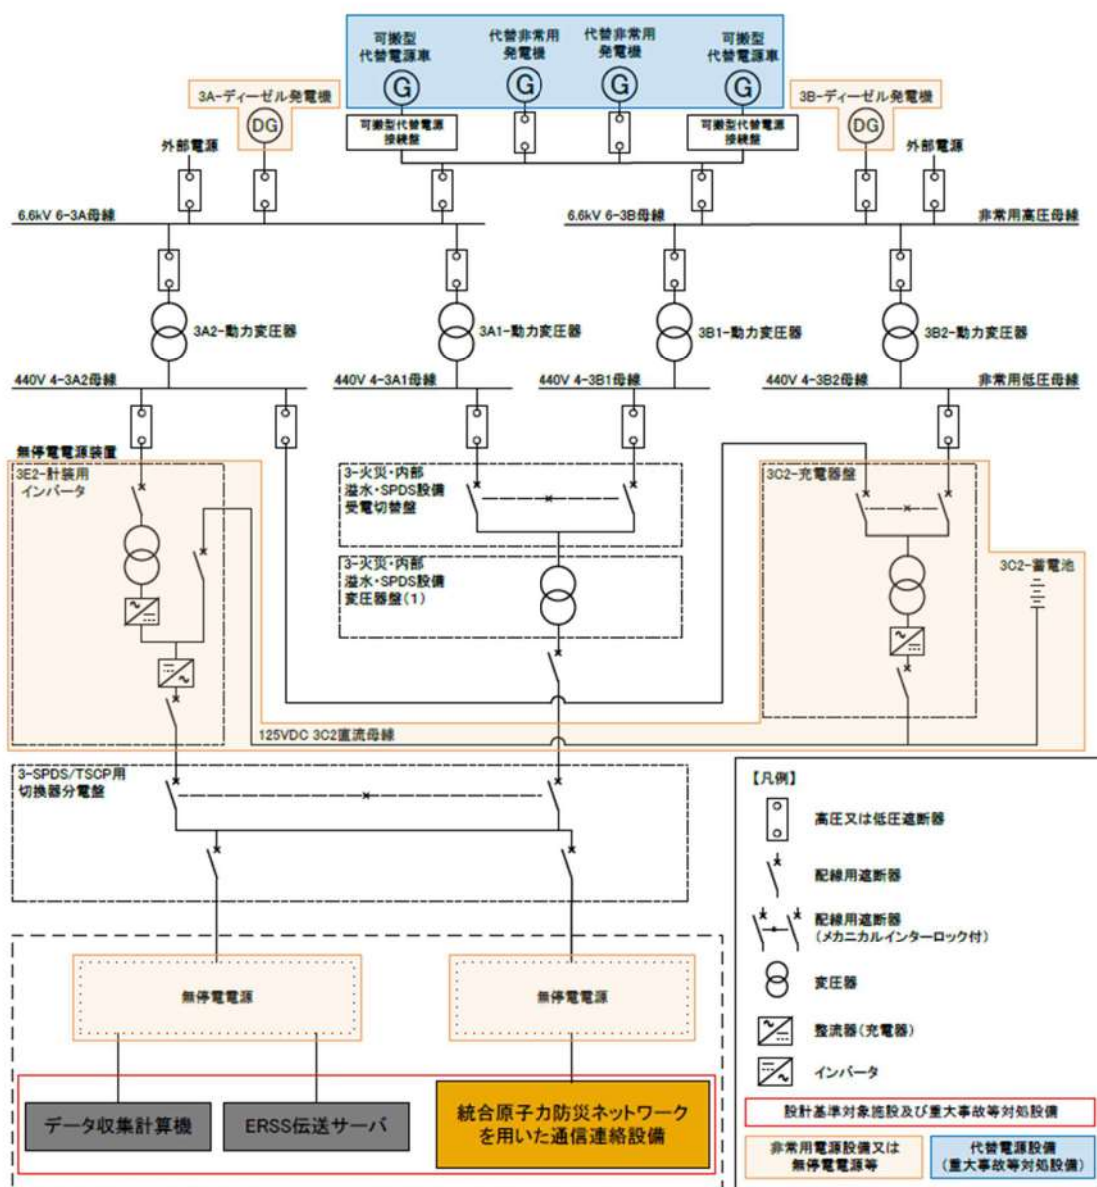 可搬型
代替電源車
代替非常用
発電機
代替非常用
発電機
可搬型
代替電源車
G
G
G
G
3A-ディーゼル発電機
3B-ディーゼル発電機
DG
DG
可搬型代替電源
接続盤
可搬型代替電源
接続盤
外部電源
外部電源
6.6kV 6-3A母線
6.6kV 6-3B母線
非常用高圧母線
3A2-動力変圧器
3A1-動力変圧器
3B1-動力変圧器
3B2-動力変圧器
440V 4-3A2母線
440V 4-3A1母線
440V 4-3B1母線
440V 4-3B2母線
非常用低圧母線
無停電電源装置
3E2-計装用
インバータ
3-火災・内部
溢水・SPDS設備
受電切替盤
3C2-充電器盤
3-火災・内部
溢水・SPDS設備
変圧器盤(1)
3C2-蓄電池
125VDC 3C2直流母線
3-SPDS/TSCP用
切換器分電盤
無停電電源
無停電電源
データ収集計算機
ERSS伝送サーバ
統合原子力防災ネットワーク
を用いた通信連絡設備
【凡例】
高圧又は低圧遮断器
配線用遮断器
配線用遮断器
(メカニカルインターロック付)
変圧器
整流器(充電器)
インバータ
設計基準対象施設及び重大事故等対処設備
非常用電源設備又は
無停電電源等
代替電源設備
(重大事故等対処設備)